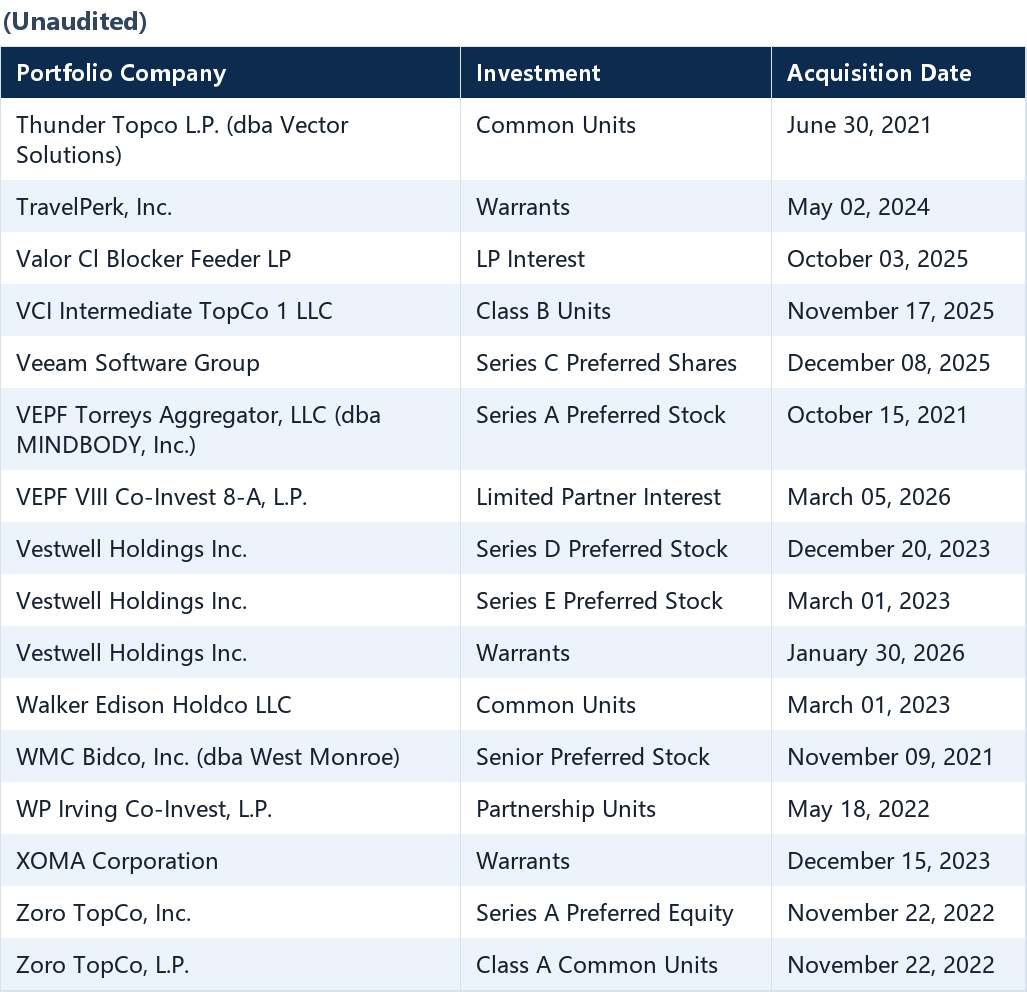 (Unaudited)
Portfolio Company Investment Acquisition Date
Thunder Topco L.P. (dba Vector Common Units June 30, 2021
Solutions)
TravelPerk, Inc. Warrants May 02, 2024
Valor Cl Blocker Feeder LP LP Interest October 03, 2025
VCI Intermediate TopCo 1 LLC Class B Units November 17, 2025
Veeam Software Group Series C Preferred Shares December 08, 2025
VEPF Torreys Aggregator, LLC (dba Series A Preferred Stock October 15, 2021
MINDBODY, Inc.)
VEPF VIII Co-Invest 8-A, L.P. Limited Partner Interest March 05, 2026
Vestwell Holdings Inc. Series D Preferred Stock December 20, 2023
Vestwell Holdings Inc. Series E Preferred Stock March 01, 2023
Vestwell Holdings Inc. Warrants January 30, 2026
Walker Edison Holdco LLC Common Units March 01, 2023
WMC Bidco, Inc. (dba West Monroe) Senior Preferred Stock November 09, 2021
WP Irving Co-Invest, L.P. Partnership Units May 18, 2022
XOMA Corporation Warrants December 15, 2023
Zoro TopCo, Inc. Series A Preferred Equity November 22, 2022
Zoro TopCo, L.P. Class A Common Units November 22, 2022